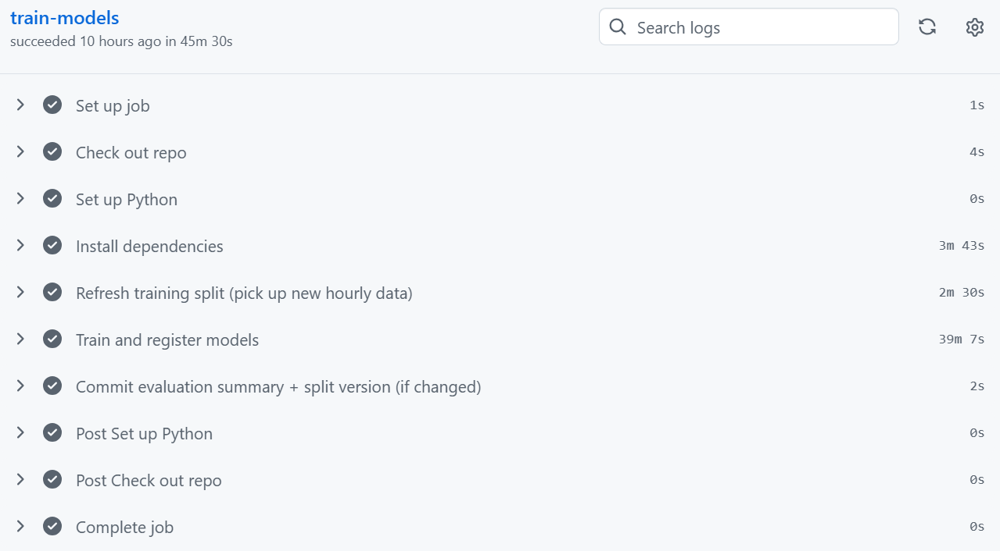 train-models
succeeded 10 hours ago in 45m 30s
Search logs
Set up job 1s
Check out repo 4s
Set up Python 0s
Install dependencies 3m 43s
Refresh training split (pick up new hourly data) 2m 30s
Train and register models 39m 7s
Commit evaluation summary + split version (if changed) 2s
Post Set up Python 0s
Post Check out repo 0s
Complete job 0s